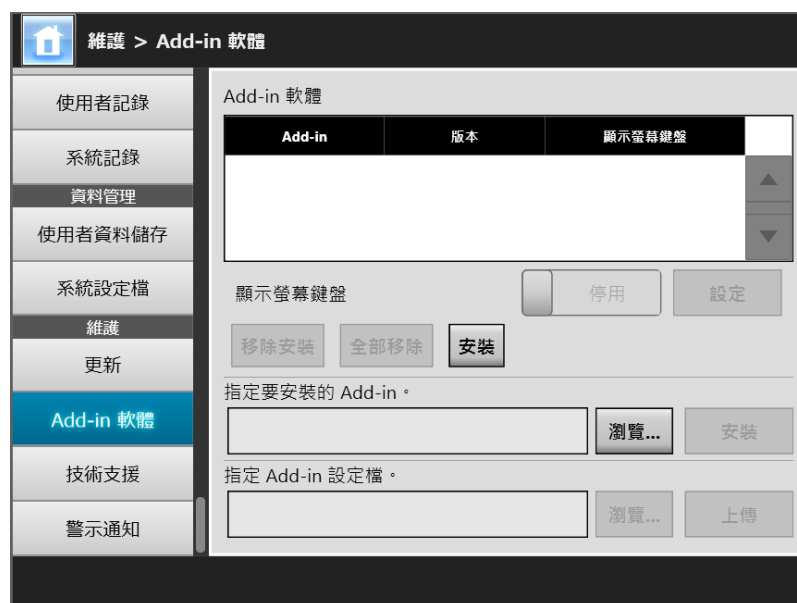 維護 > Add-in 軟體
使用者記錄
系統記錄
資料管理
使用者資料儲存
系統設定檔
維護
更新
Add-in 軟體
技術支援
警示通知
Add-in 軟體
Add-in 版本 顯示螢幕鍵盤
顯示螢幕鍵盤 停用 設定
移除安裝 全部移除 安裝
指定要安裝的 Add-in。
瀏覽... 安裝
指定 Add-in 設定檔。
瀏覽... 上傳